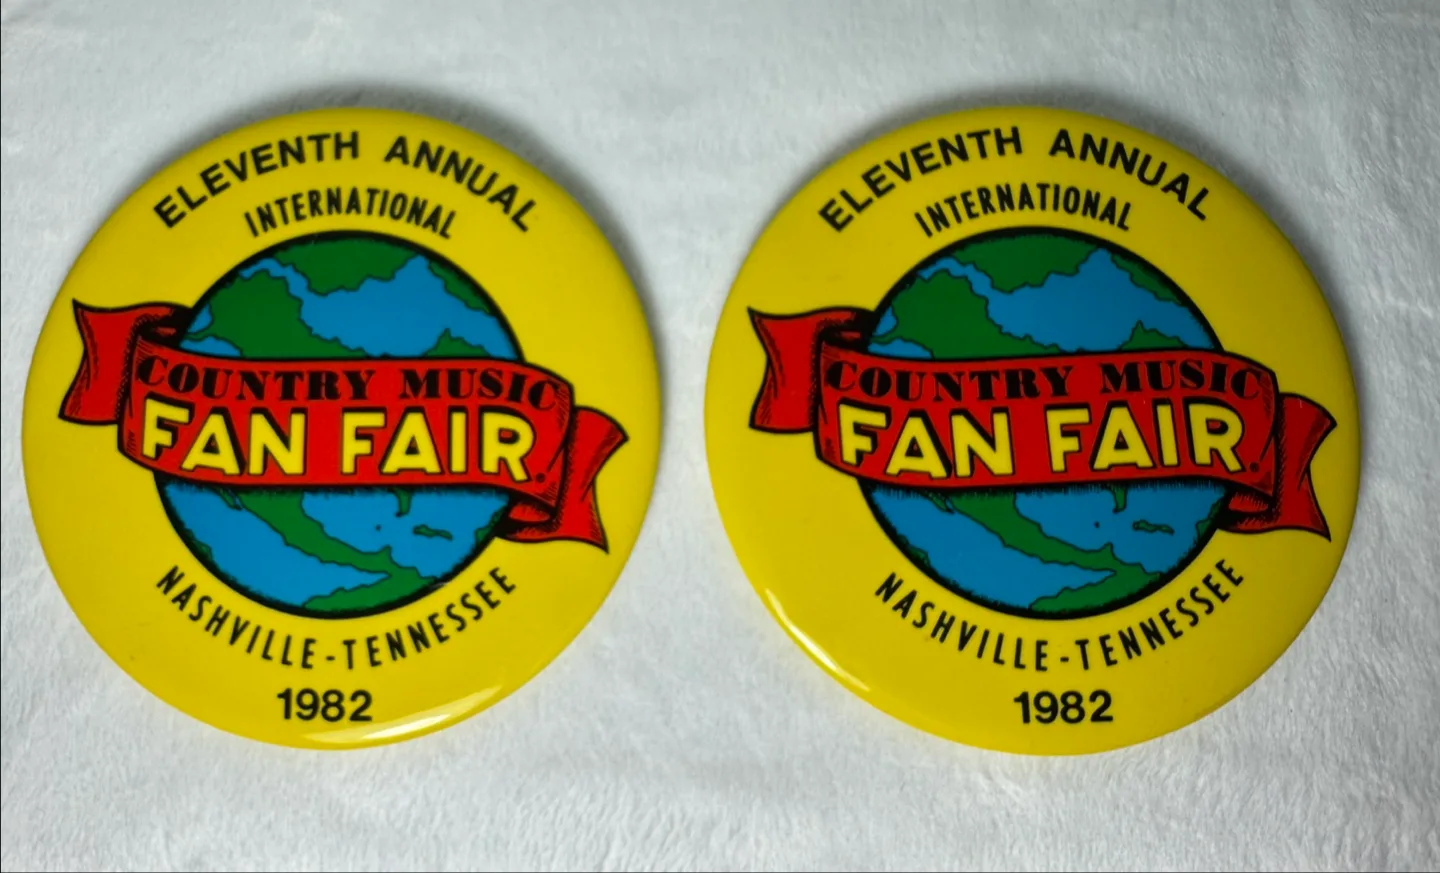 ELEVENTH ANNUAL
INTERNATIONAL
COUNTRY MUSIC
FAN FAIR
NASHVILLE-TENNESSEE
1982
ELEVENTH ANNUAL
INTERNATIONAL
COUNTRY MUSIC
FAN FAIR
NASHVILLE-TENNESSEE
1982